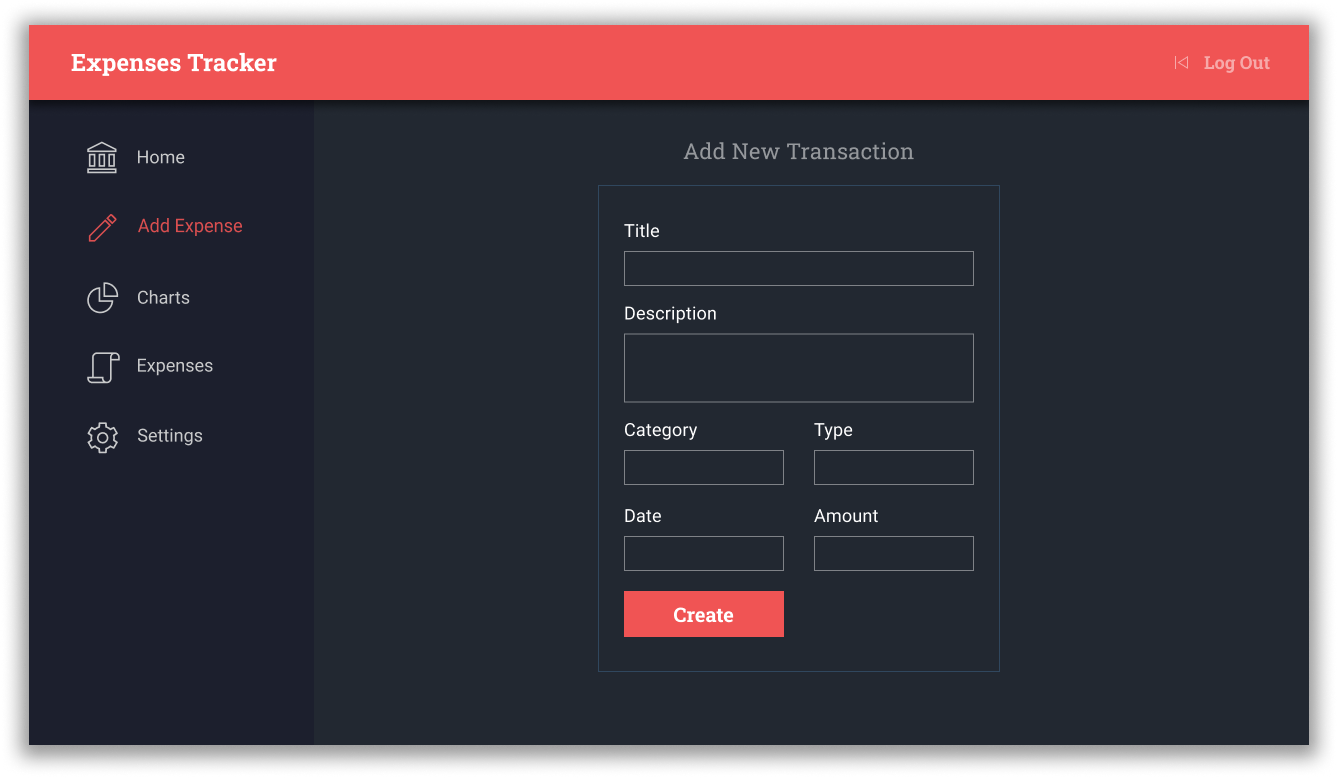 Expenses Tracker
Log Out
Home
Add Expense
Charts
Expenses
Settings
Add New Transaction
Title
Description
Category Type
Date Amount
Create